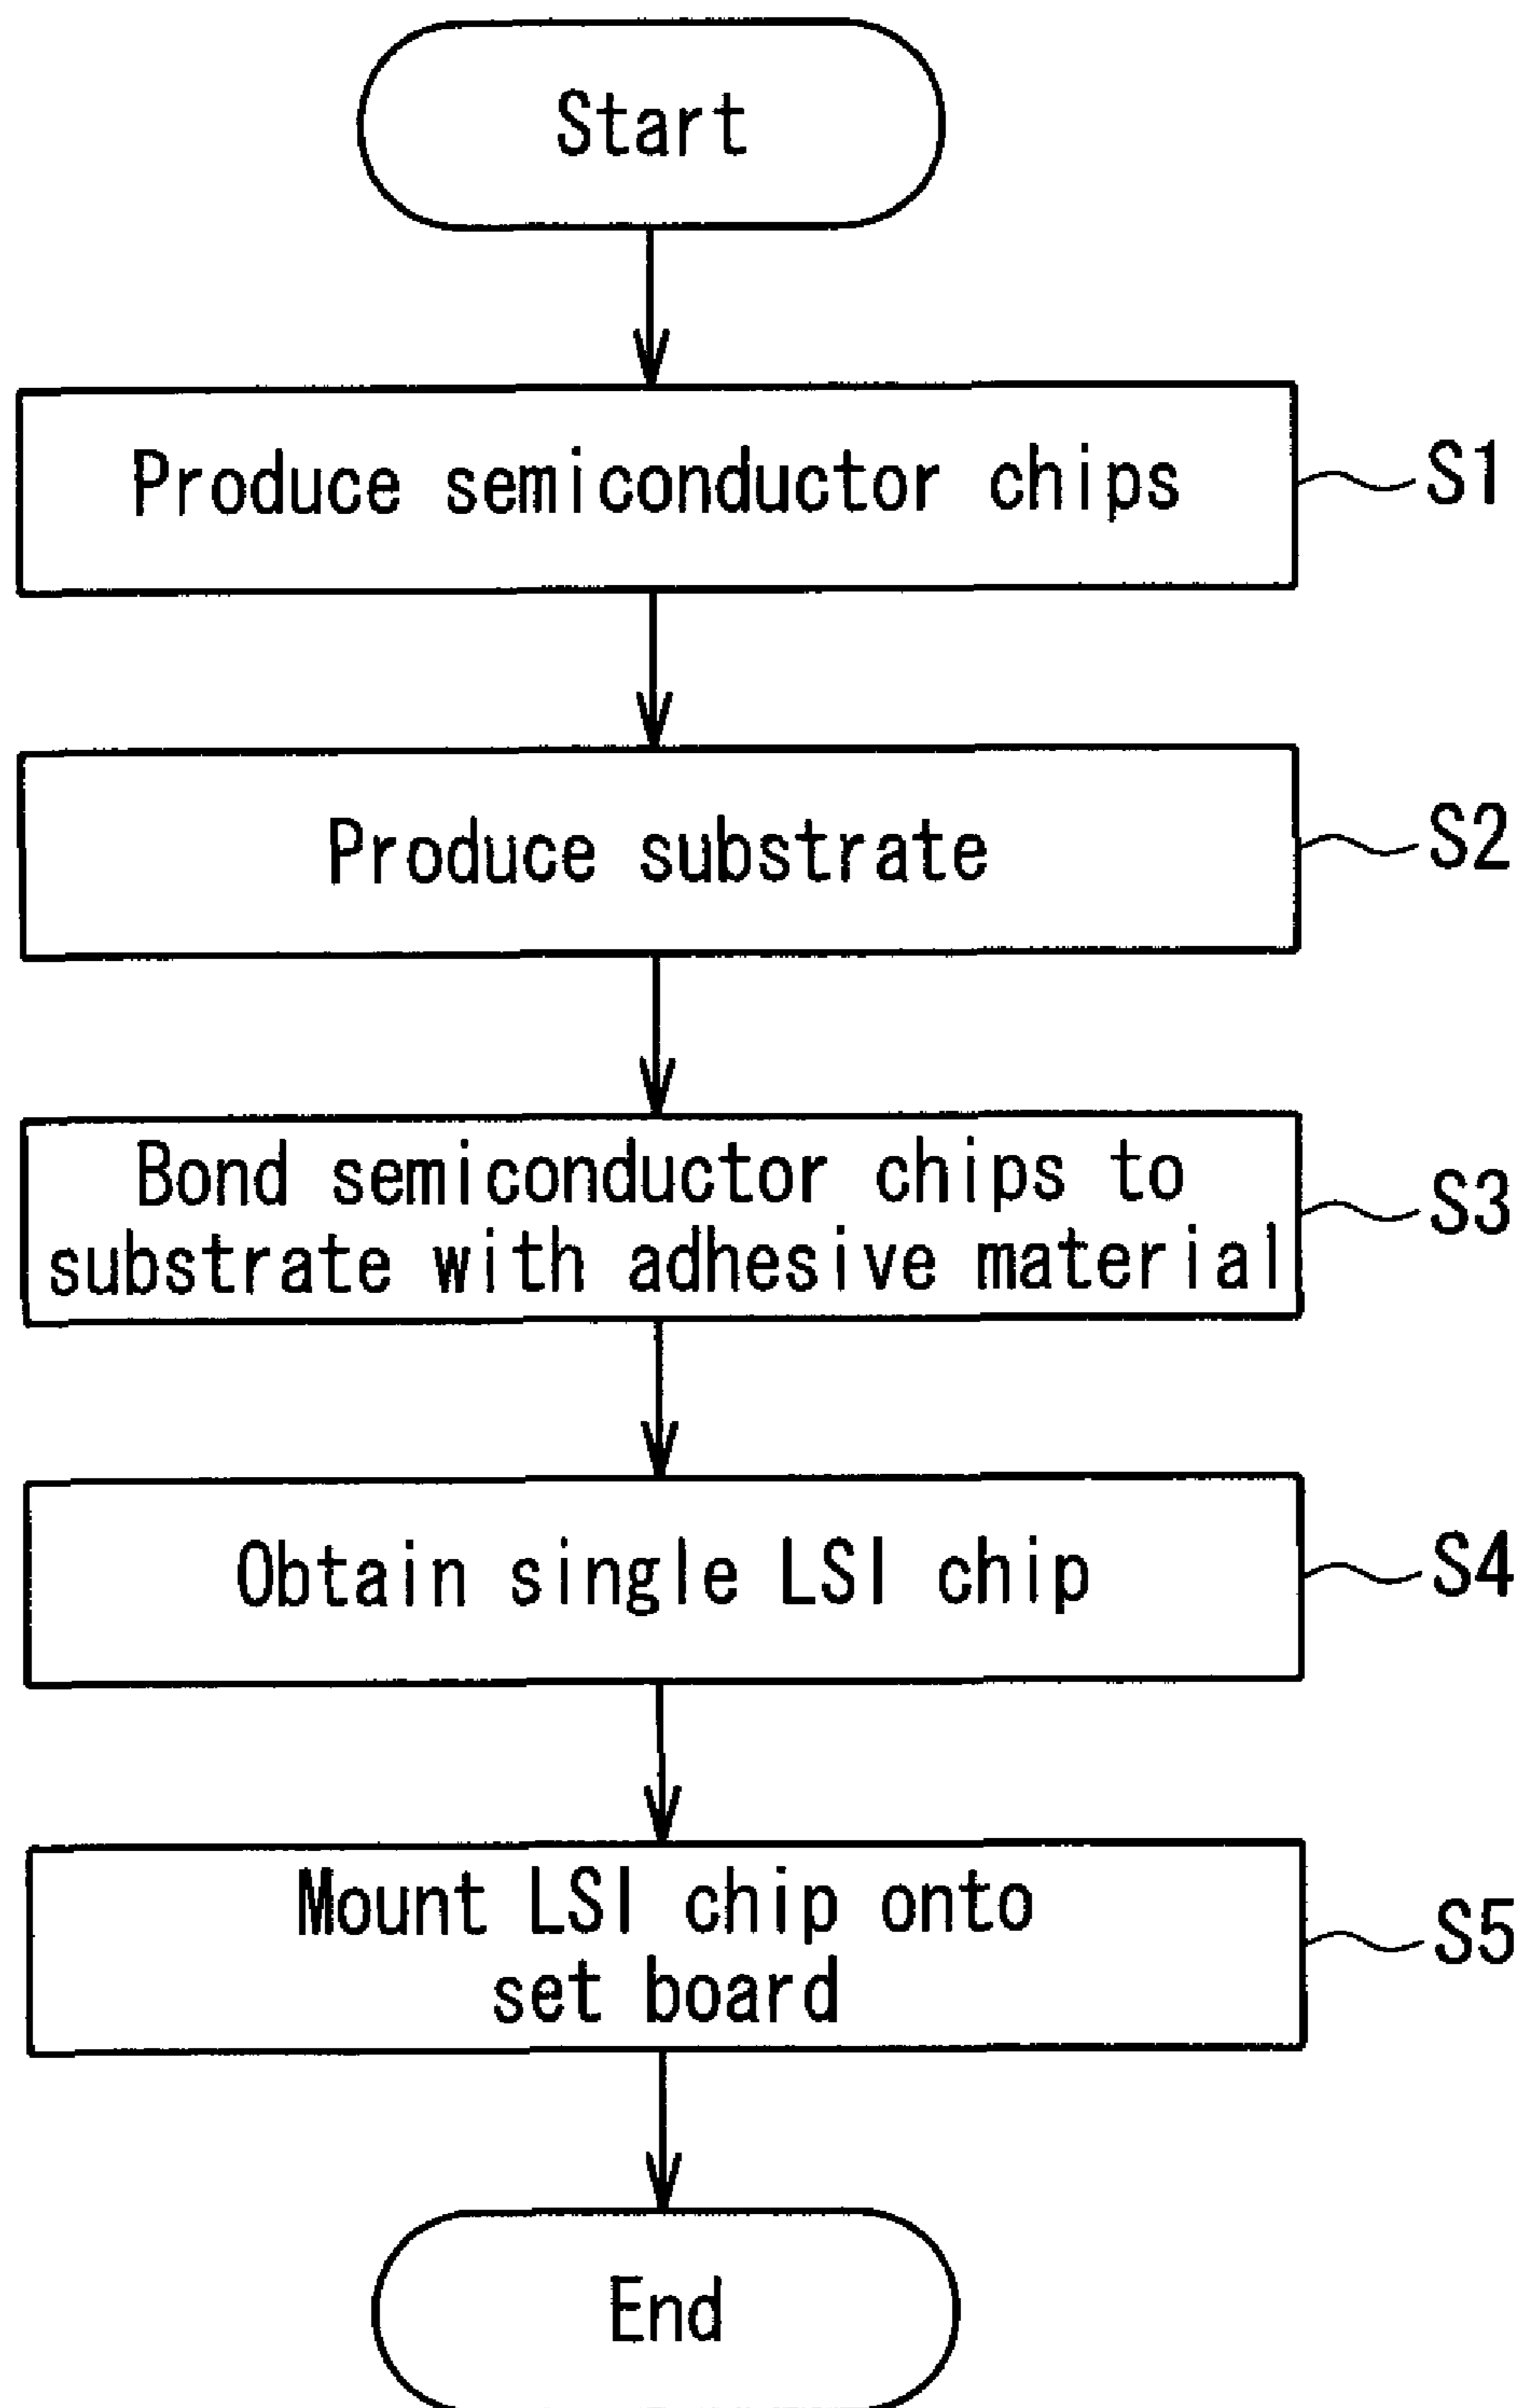 Start
Produce semiconductor chips
S1
Produce substrate
S2
Bond semiconductor chips to
substrate with adhesive material
S3
Obtain single LSI chip
S4
Mount LSI chip onto
set board
S5
End